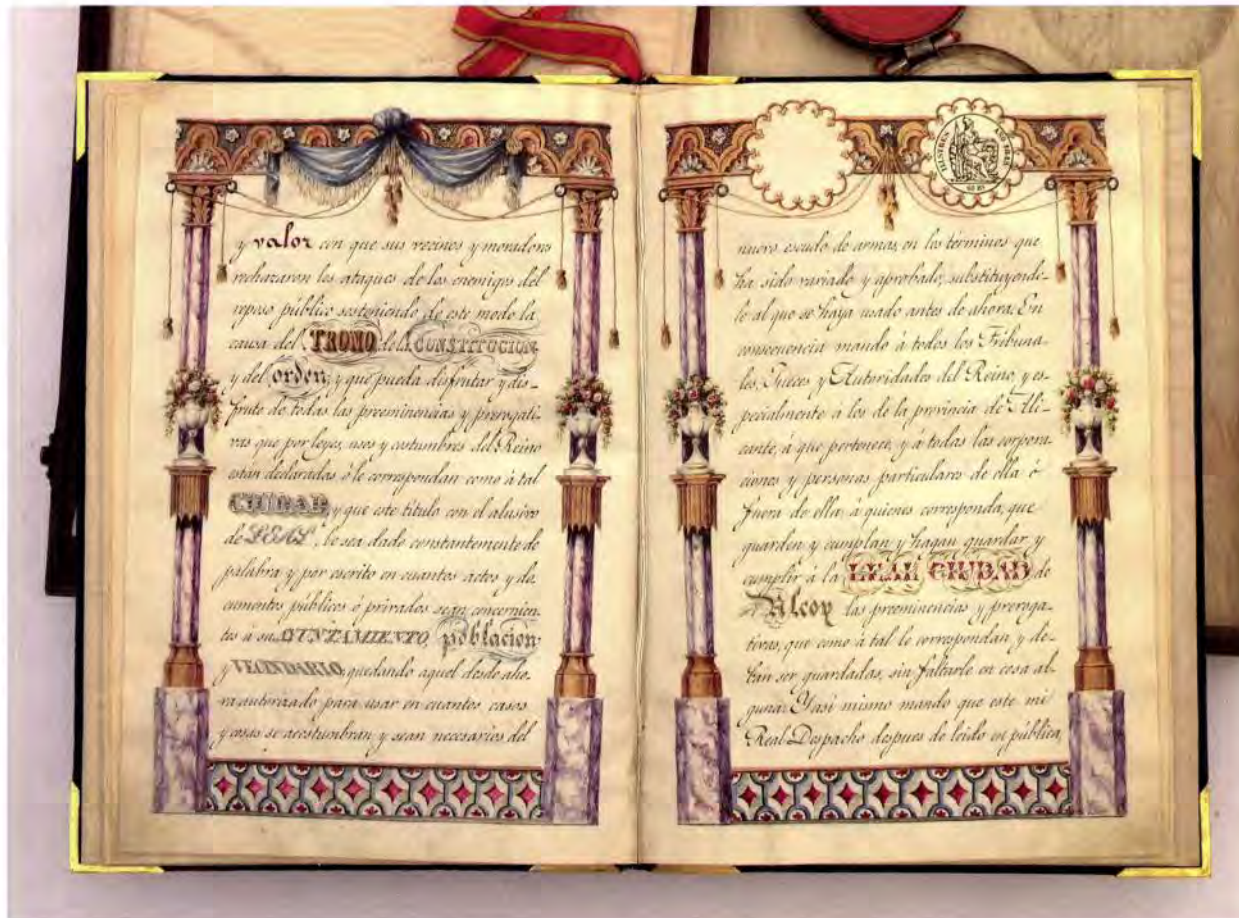 y valor con que sus vecinos y moradores
rechazaron los ataques de los enemigos del
reposo público sosteniendo de este modo la
causa del TRONO, de la CONSTITUCION
y del orden; y que pueda disfrutar y dis-
frute de todas las preeminencias y prerogati-
vas que por leyes, usos y costumbres del Reino
están declaradas ó le correspondan como á tal
CIUDAD, y que este título con el alusivo
de LEAL, le sea dado constantemente de
palabra y por escrito en cuantos actos y do-
cumentos públicos ó privados sean concernien-
tes á su AYUNTAMIENTO, población
y VECINDARIO, quedando aquel desde aho-
ra autorizado para usar en cuantos casos
y cosas se acostumbran y sean necesarios del
nuevo escudo de armas, en los términos que
ha sido variado y aprobado, substituyendo-
lo al que se haya usado antes de ahora. En
consecuencia mando á todos los Tribuna-
les, Jueces y Autoridades del Reino, y es-
pecialmente á los de la provincia de Ali-
cante, á que pertenece, y á todas las corpora-
ciones y personas particulares de ella ó
fuera de ella, á quienes corresponda, que
guarden y cumplan y hagan guardar y
cumplir á la LEAL CIUDAD de
Alcoy las preeminencias y preroga-
tivas, que como á tal le correspondan y de-
ban ser guardadas, sin faltarle en cosa al-
guna. Y asi mismo mando que este mi
Real Despacho despues de leido en pública